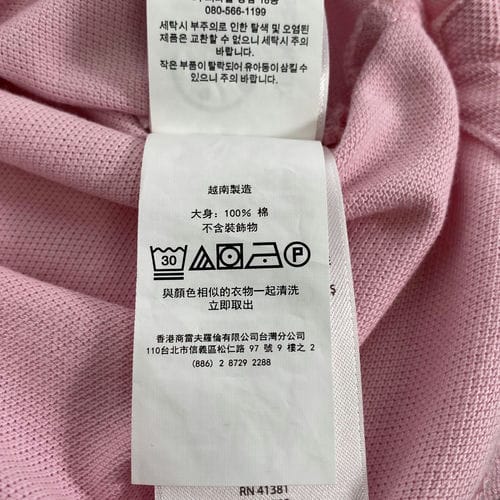 080-566-1199
세탁시 부주의로 인한 탈색 및 오염된
제품은 교환할 수 없으니 세탁시 주의
바랍니다.
작은 부품이 탈락되어 유아동이 삼킬 수
있으니 주의 바랍니다
越南製造
大身：100% 棉
不含裝飾物
30
P
與顏色相似的衣物一起清洗
立即取出
香港商雷夫羅倫有限公司台灣分公司
110台北市信義區松仁路 97 號 9 樓之 2
(886) 2 8729 2288
RN 41381